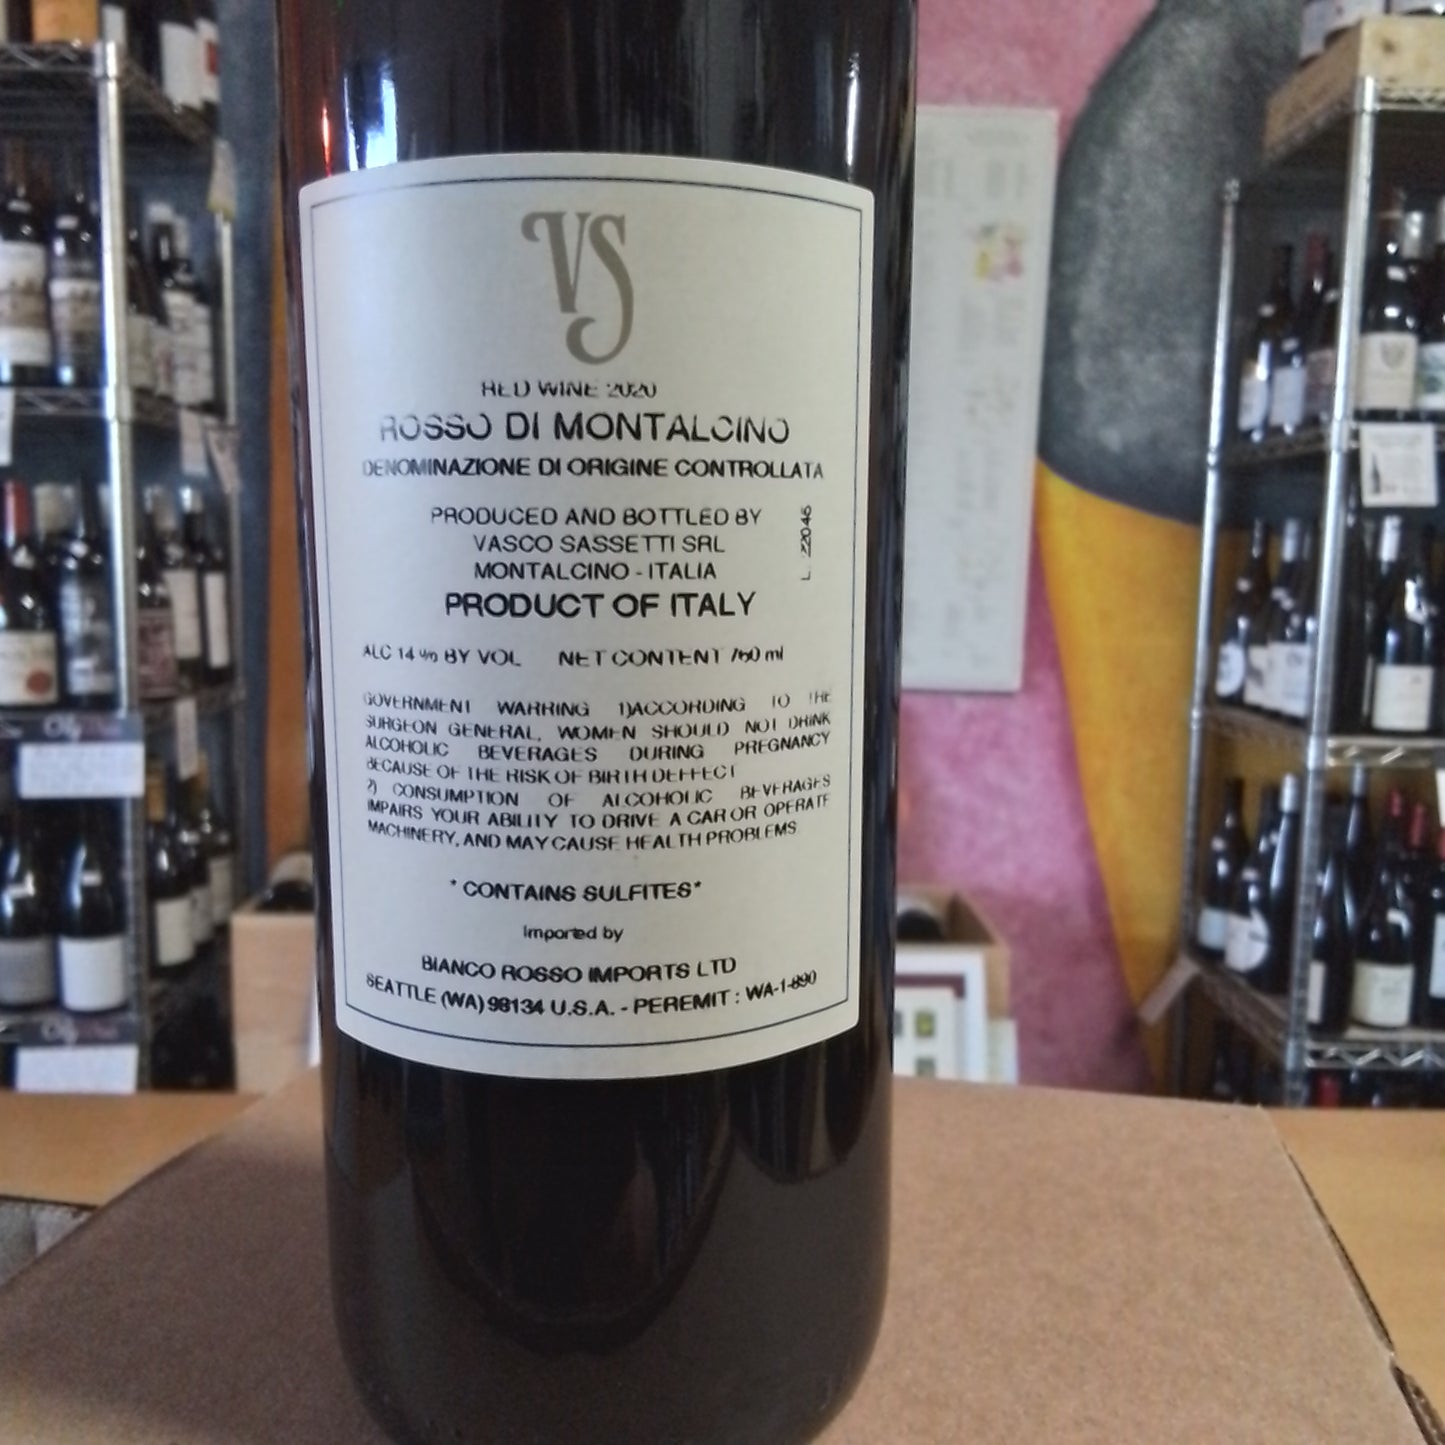 VS
RED WINE 2020
ROSSO DI MONTALCINO
DENOMINAZIONE DI ORIGINE CONTROLLATA
PRODUCED AND BOTTLED BY
VASCO SASSETTI SRL
MONTALCINO - ITALIA
L. 22046
PRODUCT OF ITALY
ALC 14 % BY VOL NET CONTENT 750 ml
GOVERNMENT WARRING 1)ACCORDING TO THE
SURGEON GENERAL, WOMEN SHOULD NOT DRINK
ALCOHOLIC BEVERAGES DURING PREGNANCY
BECAUSE OF THE RISK OF BIRTH DEFFECT
2) CONSUMPTION OF ALCOHOLIC BEVERAGES
IMPAIRS YOUR ABILITY TO DRIVE A CAR OR OPERATE
MACHINERY, AND MAY CAUSE HEALTH PROBLEMS.
* CONTAINS SULFITES*
Imported by
BIANCO ROSSO IMPORTS LTD
SEATTLE (WA) 98134 U.S.A. - PEREMIT : WA-1-890